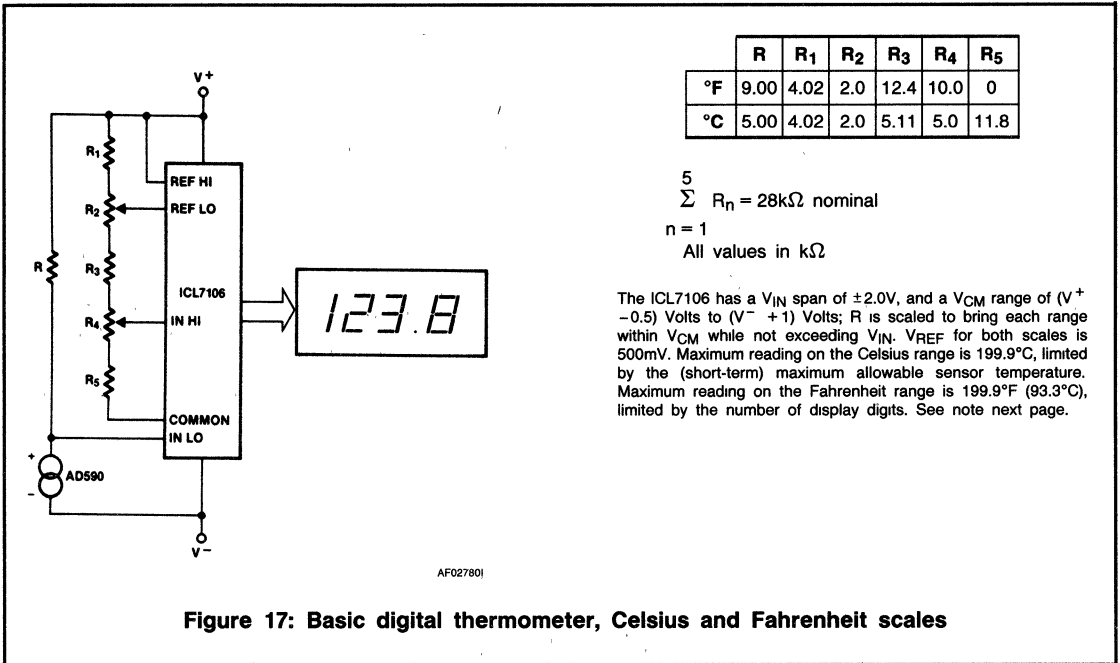 V+
R1
REF HI
R2
REF LO
R
R3
ICL7106
123.8
R4
IN HI
R5
COMMON
IN LO
+
AD590
−
V−
AF02780I
R R1 R2 R3 R4 R5
°F 9.00 4.02 2.0 12.4 10.0 0
°C 5.00 4.02 2.0 5.11 5.0 11.8
5
Σ Rn = 28kΩ nominal
n = 1
All values in kΩ
The ICL7106 has a VIN span of ±2.0V, and a VCM range of (V+
−0.5) Volts to (V− +1) Volts; R is scaled to bring each range
within VCM while not exceeding VIN. VREF for both scales is
500mV. Maximum reading on the Celsius range is 199.9°C, limited
by the (short-term) maximum allowable sensor temperature.
Maximum reading on the Fahrenheit range is 199.9°F (93.3°C),
limited by the number of display digits. See note next page.
Figure 17: Basic digital thermometer, Celsius and Fahrenheit scales